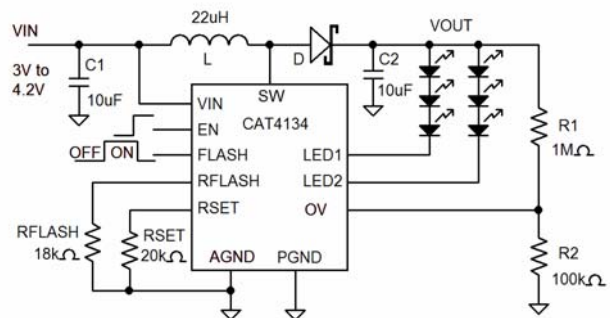 22uH
VIN
VOUT
L
D
C1
C2
3V to
4.2V
10uF
10uF
SW
VIN
CAT4134
R1
EN
1MΩ
OFF
ON
FLASH
LED1
RFLASH
LED2
RSET
OV
RFLASH
RSET
18kΩ
20kΩ
AGND
PGND
R2
100kΩ